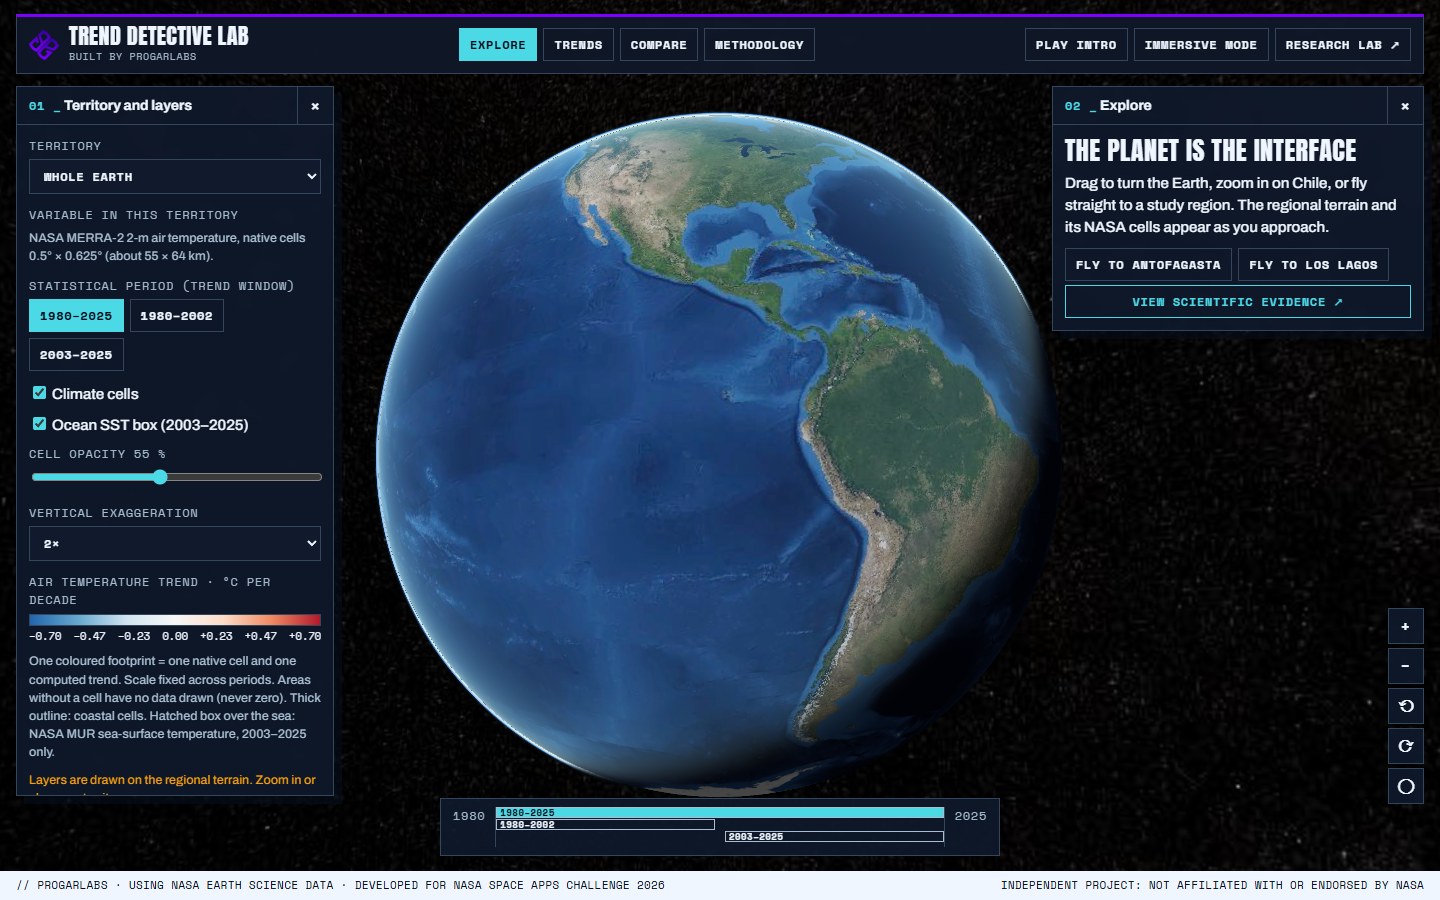 TREND DETECTIVE LAB
BUILT BY PROGARLABS
EXPLORE
TRENDS
COMPARE
METHODOLOGY
PLAY INTRO
IMMERSIVE MODE
RESEARCH LAB ↗
01 _ Territory and layers
×
TERRITORY
WHOLE EARTH
VARIABLE IN THIS TERRITORY
NASA MERRA-2 2-m air temperature, native cells
0.5° × 0.625° (about 55 × 64 km).
STATISTICAL PERIOD (TREND WINDOW)
1980–2025
1980–2002
2003–2025
Climate cells
Ocean SST box (2003–2025)
CELL OPACITY 55 %
VERTICAL EXAGGERATION
2×
AIR TEMPERATURE TREND · °C PER
DECADE
−0.70 −0.47 −0.23 0.00 +0.23 +0.47 +0.70
One coloured footprint = one native cell and one
computed trend. Scale fixed across periods. Areas
without a cell have no data drawn (never zero). Thick
outline: coastal cells. Hatched box over the sea:
NASA MUR sea-surface temperature, 2003–2025
only.
Layers are drawn on the regional terrain. Zoom in or
02 _ Explore
×
THE PLANET IS THE INTERFACE
Drag to turn the Earth, zoom in on Chile, or fly
straight to a study region. The regional terrain and
its NASA cells appear as you approach.
FLY TO ANTOFAGASTA
FLY TO LOS LAGOS
VIEW SCIENTIFIC EVIDENCE ↗
+
−
1980
1980–2025
1980–2002
2003–2025
2025
// PROGARLABS · USING NASA EARTH SCIENCE DATA · DEVELOPED FOR NASA SPACE APPS CHALLENGE 2026
INDEPENDENT PROJECT: NOT AFFILIATED WITH OR ENDORSED BY NASA